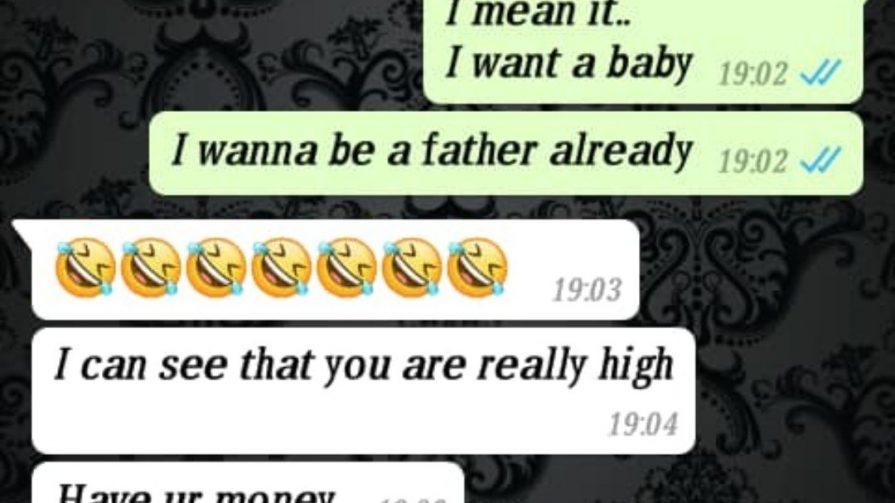 I mean it..
I want a baby 19:02
I wanna be a father already 19:02
🤣🤣🤣🤣🤣🤣🤣 19:03
I can see that you are really high
19:04
Have ur money